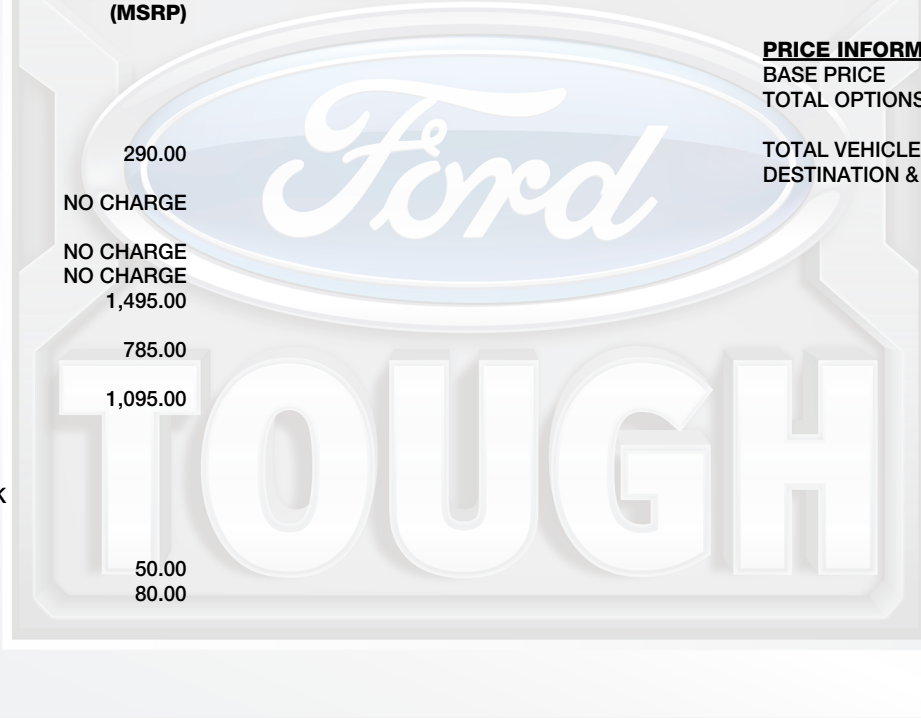 (MSRP)
290.00
NO CHARGE
NO CHARGE
NO CHARGE
1,495.00
785.00
1,095.00
K
50.00
80.00
PRICE INFORM
BASE PRICE
TOTAL OPTIONS
TOTAL VEHICLE
DESTINATION &
Ford
TOUGH